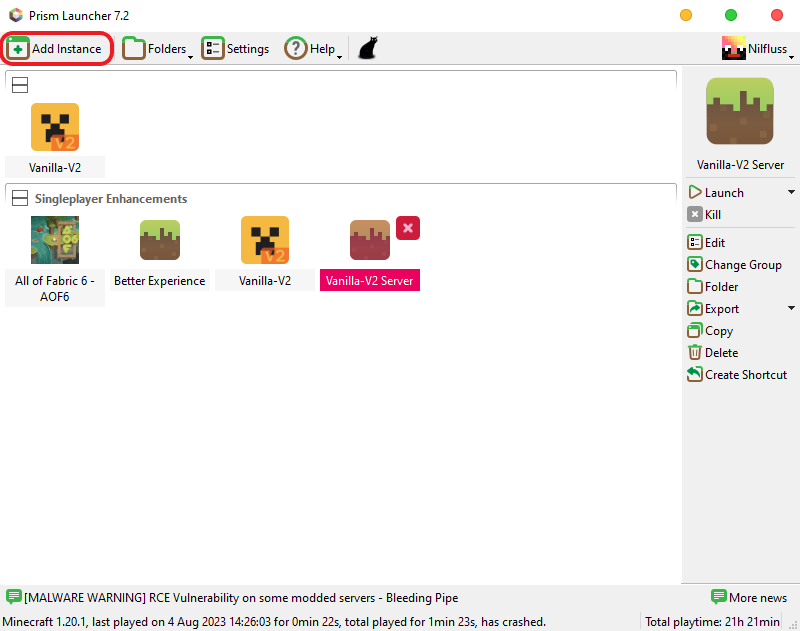 Prism Launcher 7.2
Add Instance Folders Settings Help Nilfluss
Vanilla-V2
Singleplayer Enhancements
All of Fabric 6 -
AOF6
Better Experience
Vanilla-V2
Vanilla-V2 Server
Vanilla-V2 Server
Launch
Kill
Edit
Change Group
Folder
Export
Copy
Delete
Create Shortcut
[MALWARE WARNING] RCE Vulnerability on some modded servers - Bleeding Pipe
More news
Minecraft 1.20.1, last played on 4 Aug 2023 14:26:03 for 0min 22s, total played for 1min 23s, has crashed.
Total playtime: 21h 21min